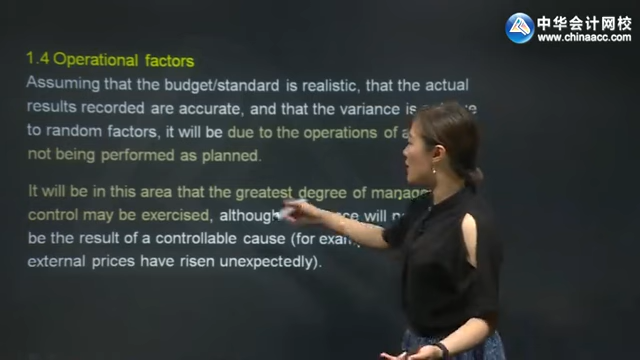 中华会计网校
www.chinaacc.com
1.4 Operational factors
Assuming that the budget/standard is realistic, that the actual
results recorded are accurate, and that the variance is
to random factors, it will be due to the operations of
not being performed as planned.
It will be in this area that the greatest degree of
control may be exercised, although will
be the result of a controllable cause (for
external prices have risen unexpectedly).